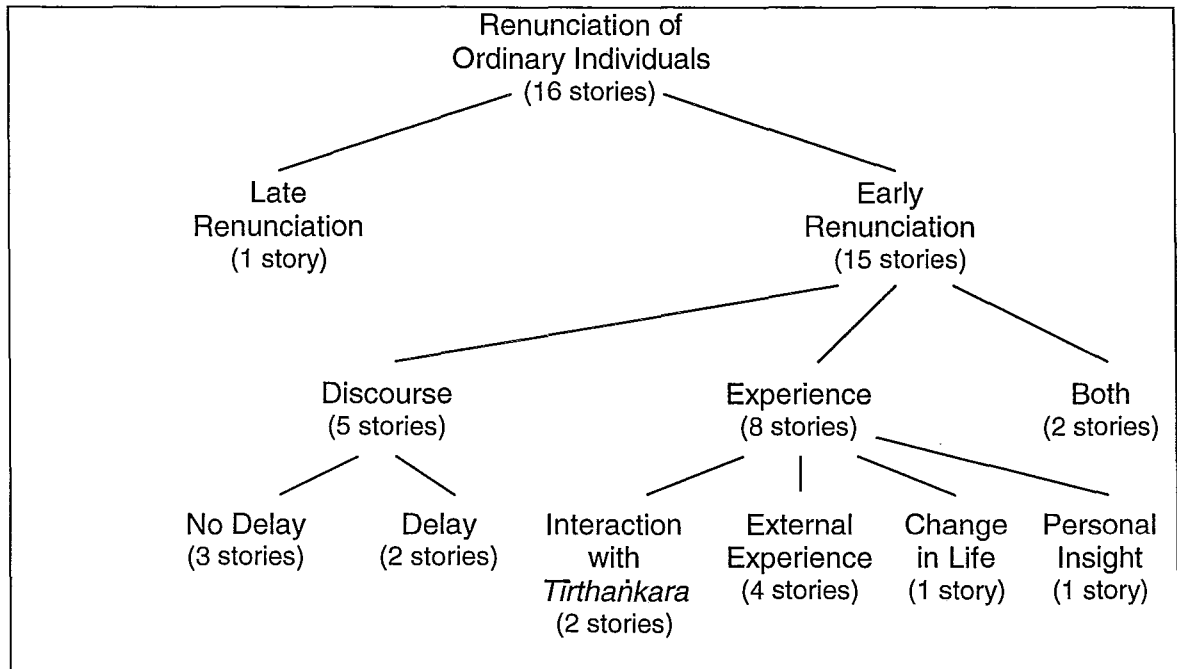 Renunciation of
Ordinary Individuals
(16 stories)
Late
Renunciation
(1 story)
Early
Renunciation
(15 stories)
Discourse
(5 stories)
Experience
(8 stories)
Both
(2 stories)
No Delay
(3 stories)
Delay
(2 stories)
Interaction
with
Tīrthaṅkara
(2 stories)
External
Experience
(4 stories)
Change
in Life
(1 story)
Personal
Insight
(1 story)